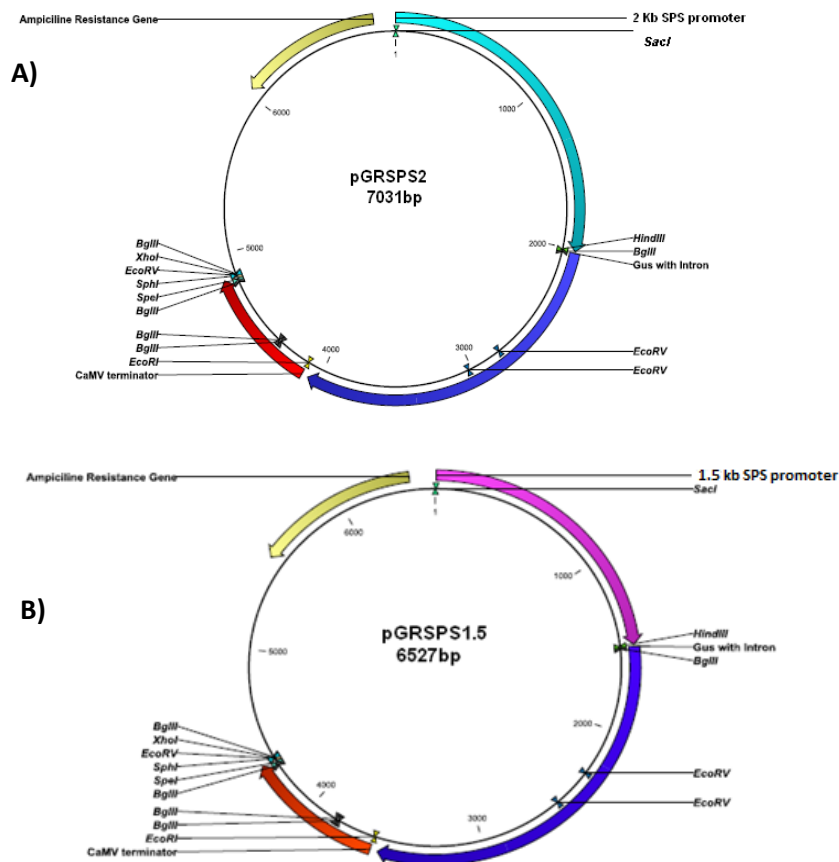 Ampiciline Resistance Gene
2 Kb SPS promoter
SacI
A)
1
1000
6000
pGRSPS2
7031bp
2000
HindIII
BglII
Gus with Intron
5000
BglII
XhoI
EcoRV
SphI
SpeI
BglII
BglII
BglII
EcoRI
CaMV terminator
4000
3000
EcoRV
EcoRV
Ampiciline Resistance Gene
1.5 kb SPS promoter
SacI
1
6000
1000
B)
pGRSPS1.5
6527bp
HindIII
Gus with Intron
BglII
5000
2000
BglII
XhoI
EcoRV
SphI
SpeI
BglII
BglII
BglII
EcoRI
CaMV terminator
4000
3000
EcoRV
EcoRV